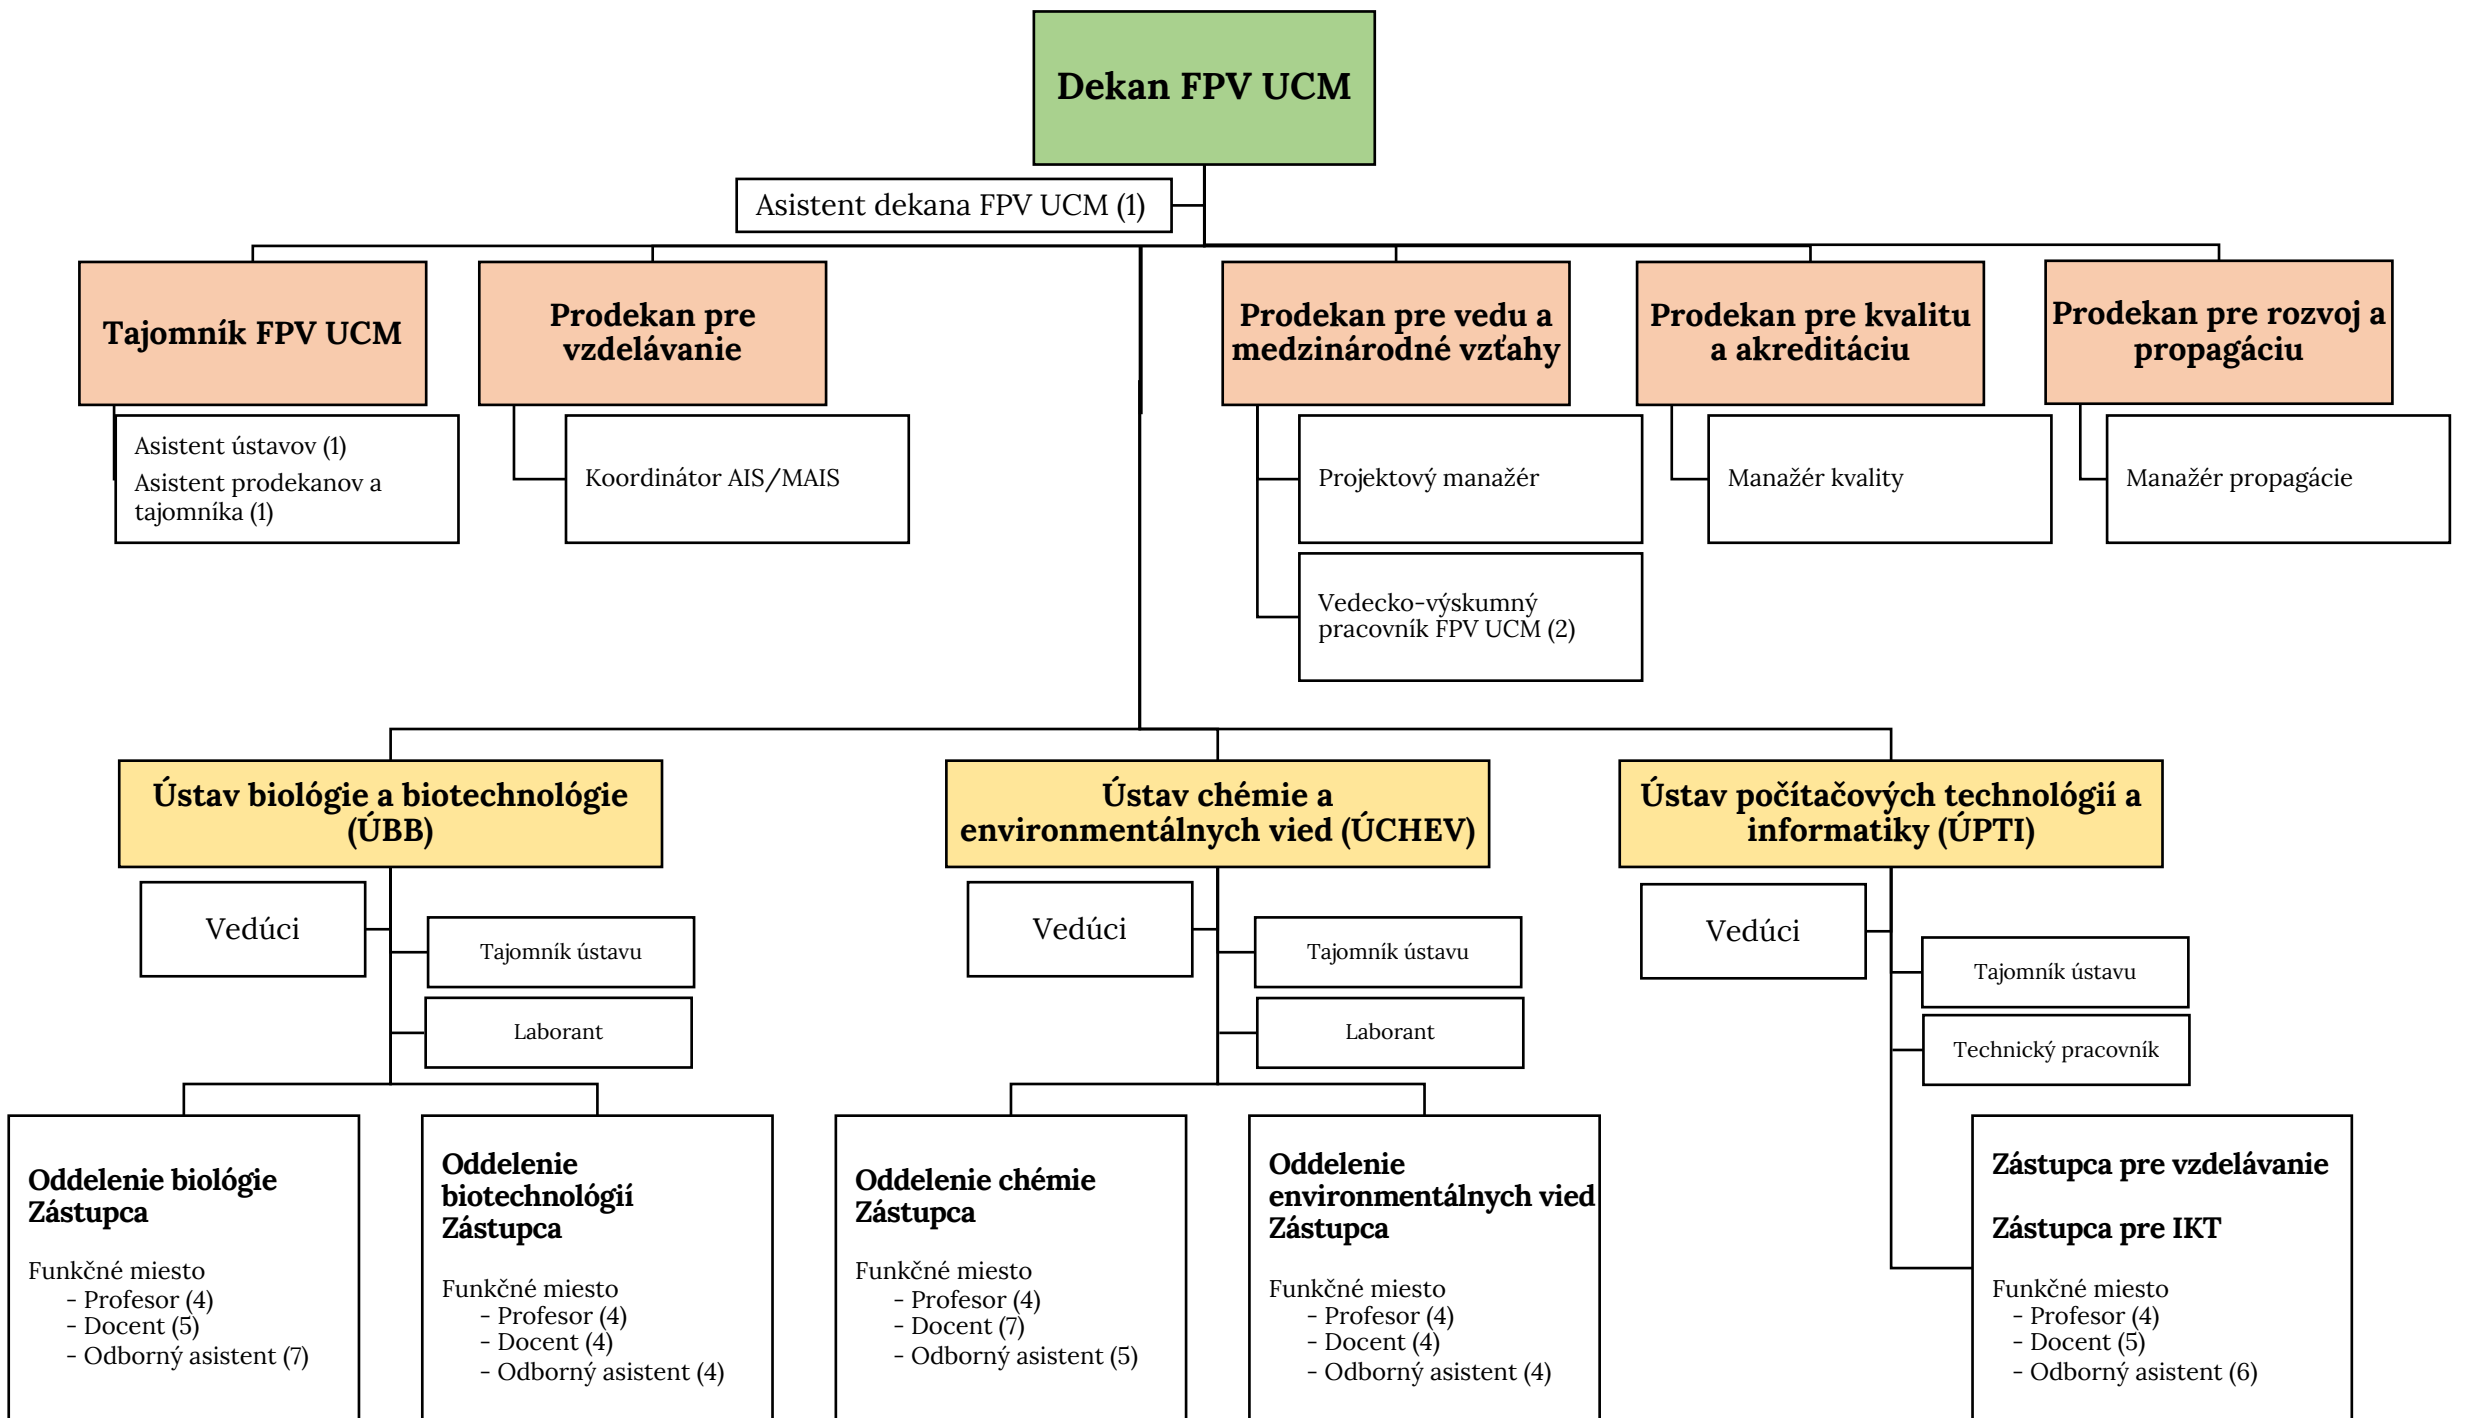 Dekan FPV UCM
Asistent dekana FPV UCM (1)
Tajomník FPV UCM
Asistent ústavov (1)
Asistent prodekanov a
tajomníka (1)
Prodekan pre
vzdelávanie
Koordinátor AIS/MAIS
Prodekan pre vedu a
medzinárodné vzťahy
Projektový manažér
Vedecko-výskumný
pracovník FPV UCM (2)
Prodekan pre kvalitu
a akreditáciu
Manažér kvality
Prodekan pre rozvoj a
propagáciu
Manažér propagácie
Ústav biológie a biotechnológie
(ÚBB)
Vedúci
Tajomník ústavu
Laborant
Oddelenie biológie
Zástupca
Funkčné miesto
- Profesor (4)
- Docent (5)
- Odborný asistent (7)
Oddelenie
biotechnológií
Zástupca
Funkčné miesto
- Profesor (4)
- Docent (4)
- Odborný asistent (4)
Ústav chémie a
environmentálnych vied (ÚCHEV)
Vedúci
Tajomník ústavu
Laborant
Oddelenie chémie
Zástupca
Funkčné miesto
- Profesor (4)
- Docent (7)
- Odborný asistent (5)
Oddelenie
environmentálnych vied
Zástupca
Funkčné miesto
- Profesor (4)
- Docent (4)
- Odborný asistent (4)
Ústav počítačových technológií a
informatiky (ÚPTI)
Vedúci
Tajomník ústavu
Technický pracovník
Zástupca pre vzdelávanie
Zástupca pre IKT
Funkčné miesto
- Profesor (4)
- Docent (5)
- Odborný asistent (6)